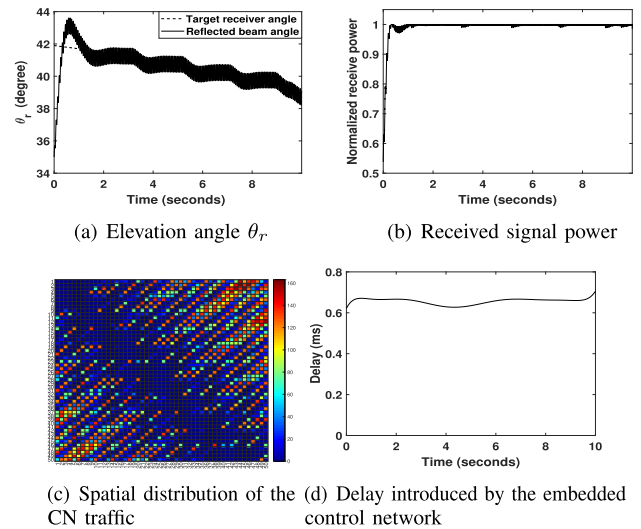 Target receiver angle
Reflected beam angle
θr (degree)
44
42
40
38
36
34
0 2 4 6 8
Time (seconds)
(a) Elevation angle θr
Normalized receive power
1
0.9
0.8
0.7
0.6
0.5
0 2 4 6 8 10
Time (seconds)
(b) Received signal power
160
140
120
100
80
60
40
20
0
(c) Spatial distribution of the CN traffic
Delay (ms)
0.8
0.6
0.4
0.2
0
0 2 4 6 8 10
Time (seconds)
(d) Delay introduced by the embedded control network